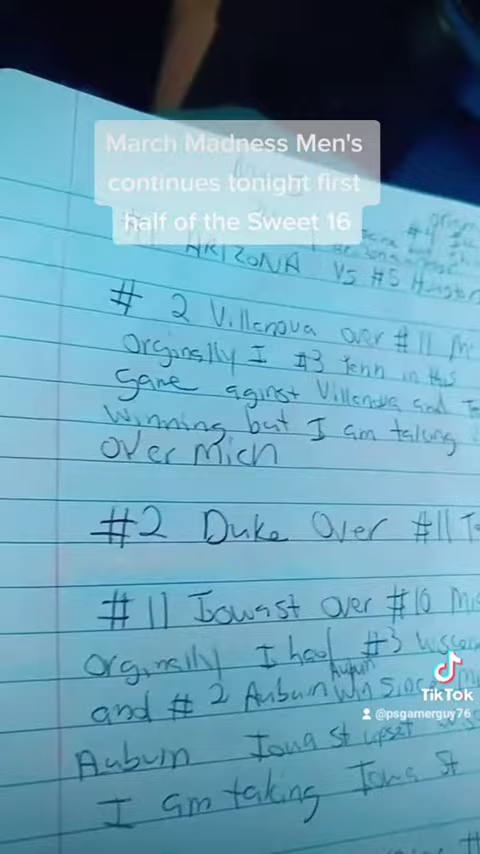 March Madness Men's
continues tonight first
half of the Sweet 16
ARIZONA VS #5
# 2 Villanova over #11
Orginally I #3 Tenn in this
Game aginst Villanova and
Winning but I am taking
over Mich
#2 Duke Over #11
#11 Iowa st over #10
Orginally I had #3
and # 2 Auburn win since
Auburn Iowa St upset
I am taking Iowa St
TikTok
@psgamerguy76